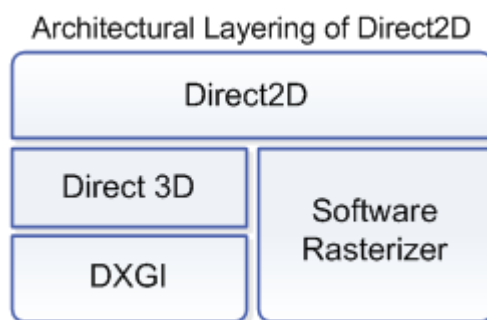 Architectural Layering of Direct2D
Direct2D
Direct 3D
Software
Rasterizer
DXGI